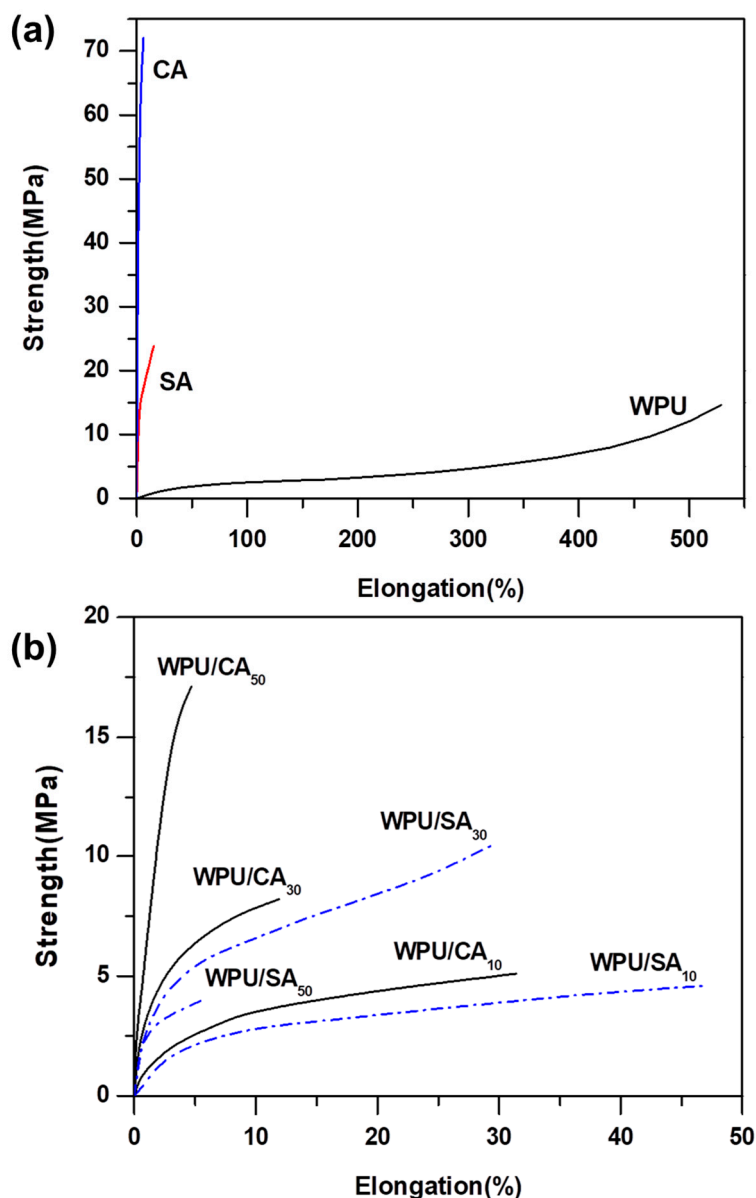 (a)
70
60
50
40
30
20
10
0
Strength(MPa)
CA
SA
WPU
0 100 200 300 400 500
Elongation(%)
(b)
20
15
10
5
0
Strength(MPa)
WPU/CA₅₀
WPU/SA₃₀
WPU/CA₃₀
WPU/CA₁₀
WPU/SA₁₀
WPU/SA₅₀
0 10 20 30 40 50
Elongation(%)